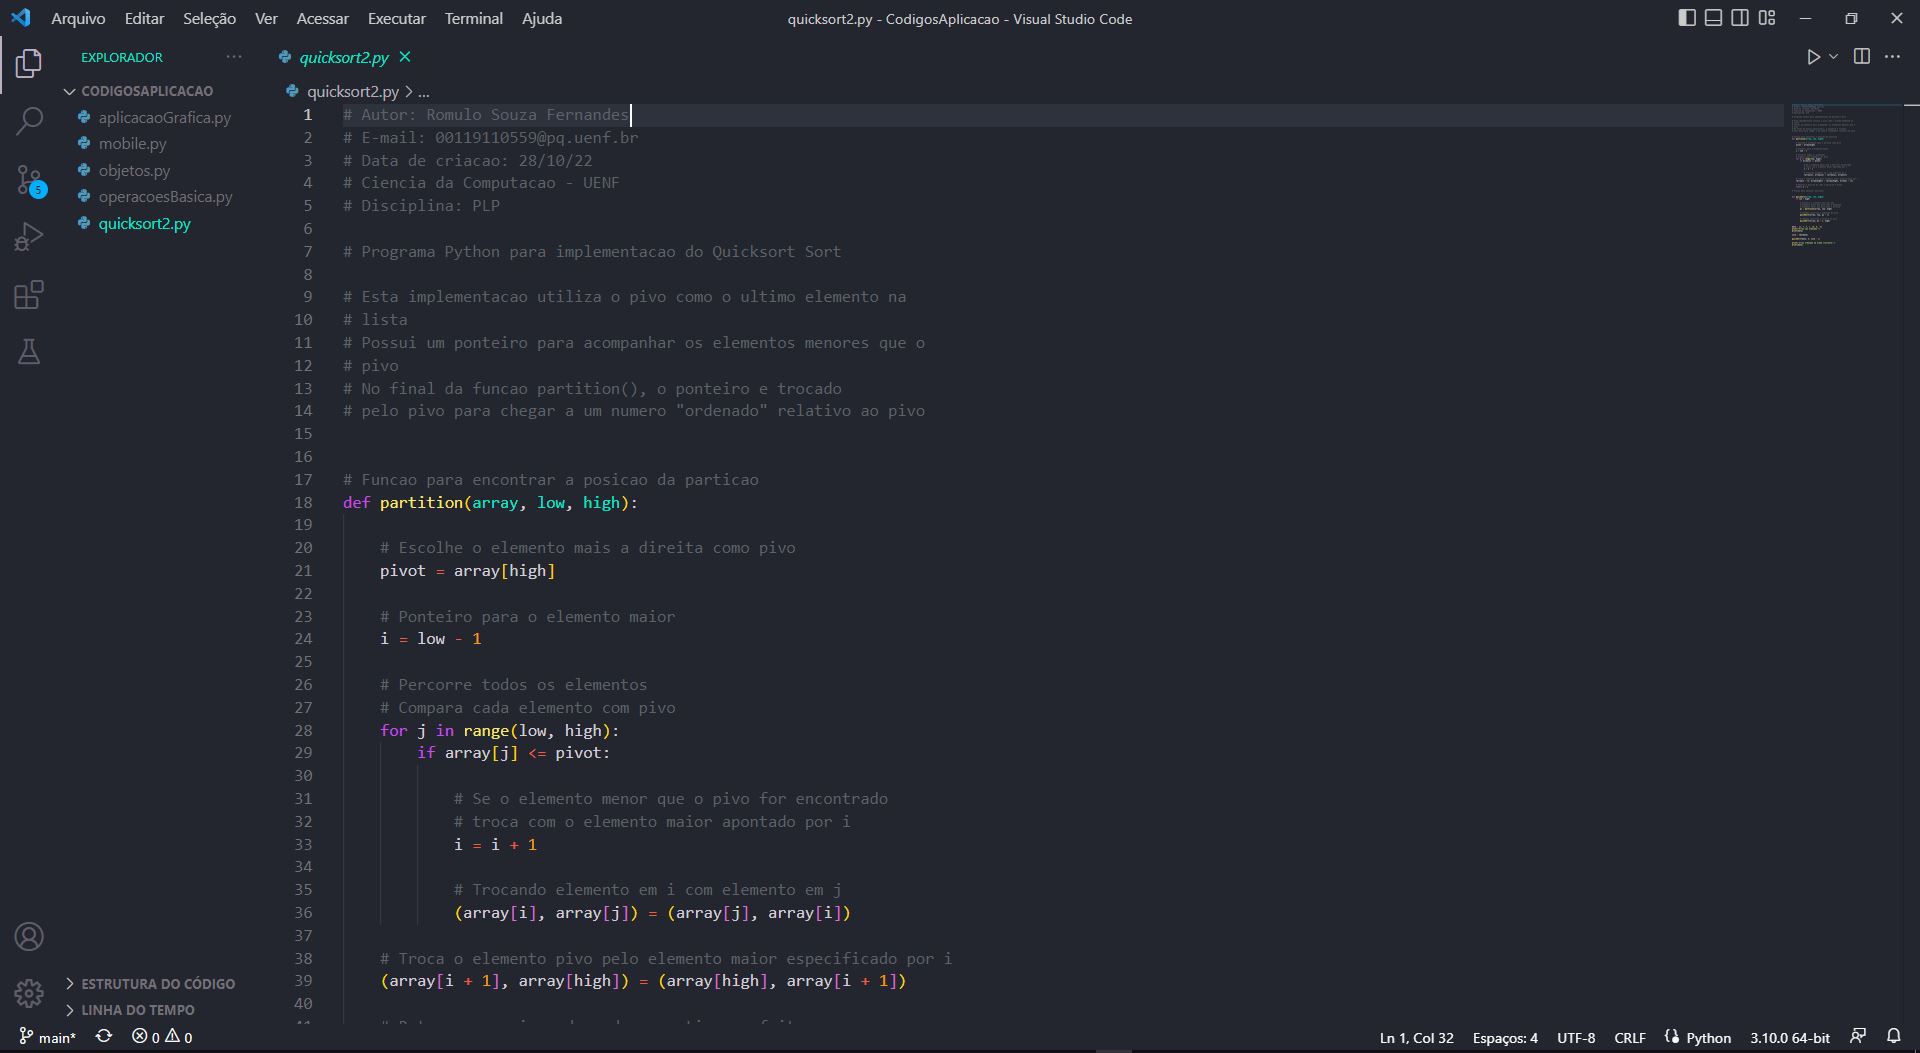 Arquivo Editar Seleção Ver Acessar Executar Terminal Ajuda
quicksort2.py - CodigosAplicacao - Visual Studio Code
EXPLORADOR
CODIGOSAPLICACAO
aplicacaoGrafica.py
mobile.py
objetos.py
operacoesBasica.py
quicksort2.py
5
ESTRUTURA DO CÓDIGO
LINHA DO TEMPO
quicksort2.py
quicksort2.py > ...
1 # Autor: Romulo Souza Fernandes
2 # E-mail: 00119110559@pq.uenf.br
3 # Data de criacao: 28/10/22
4 # Ciencia da Computacao - UENF
5 # Disciplina: PLP
6
7 # Programa Python para implementacao do Quicksort Sort
8
9 # Esta implementacao utiliza o pivo como o ultimo elemento na
10 # lista
11 # Possui um ponteiro para acompanhar os elementos menores que o
12 # pivo
13 # No final da funcao partition(), o ponteiro e trocado
14 # pelo pivo para chegar a um numero "ordenado" relativo ao pivo
15
16
17 # Funcao para encontrar a posicao da particao
18 def partition(array, low, high):
19
20 # Escolhe o elemento mais a direita como pivo
21 pivot = array[high]
22
23 # Ponteiro para o elemento maior
24 i = low - 1
25
26 # Percorre todos os elementos
27 # Compara cada elemento com pivo
28 for j in range(low, high):
29 if array[j] <= pivot:
30
31 # Se o elemento menor que o pivo for encontrado
32 # troca com o elemento maior apontado por i
33 i = i + 1
34
35 # Trocando elemento em i com elemento em j
36 (array[i], array[j]) = (array[j], array[i])
37
38 # Troca o elemento pivo pelo elemento maior especificado por i
39 (array[i + 1], array[high]) = (array[high], array[i + 1])
40
main* 0 0
Ln 1, Col 32 Espaços: 4 UTF-8 CRLF Python 3.10.0 64-bit